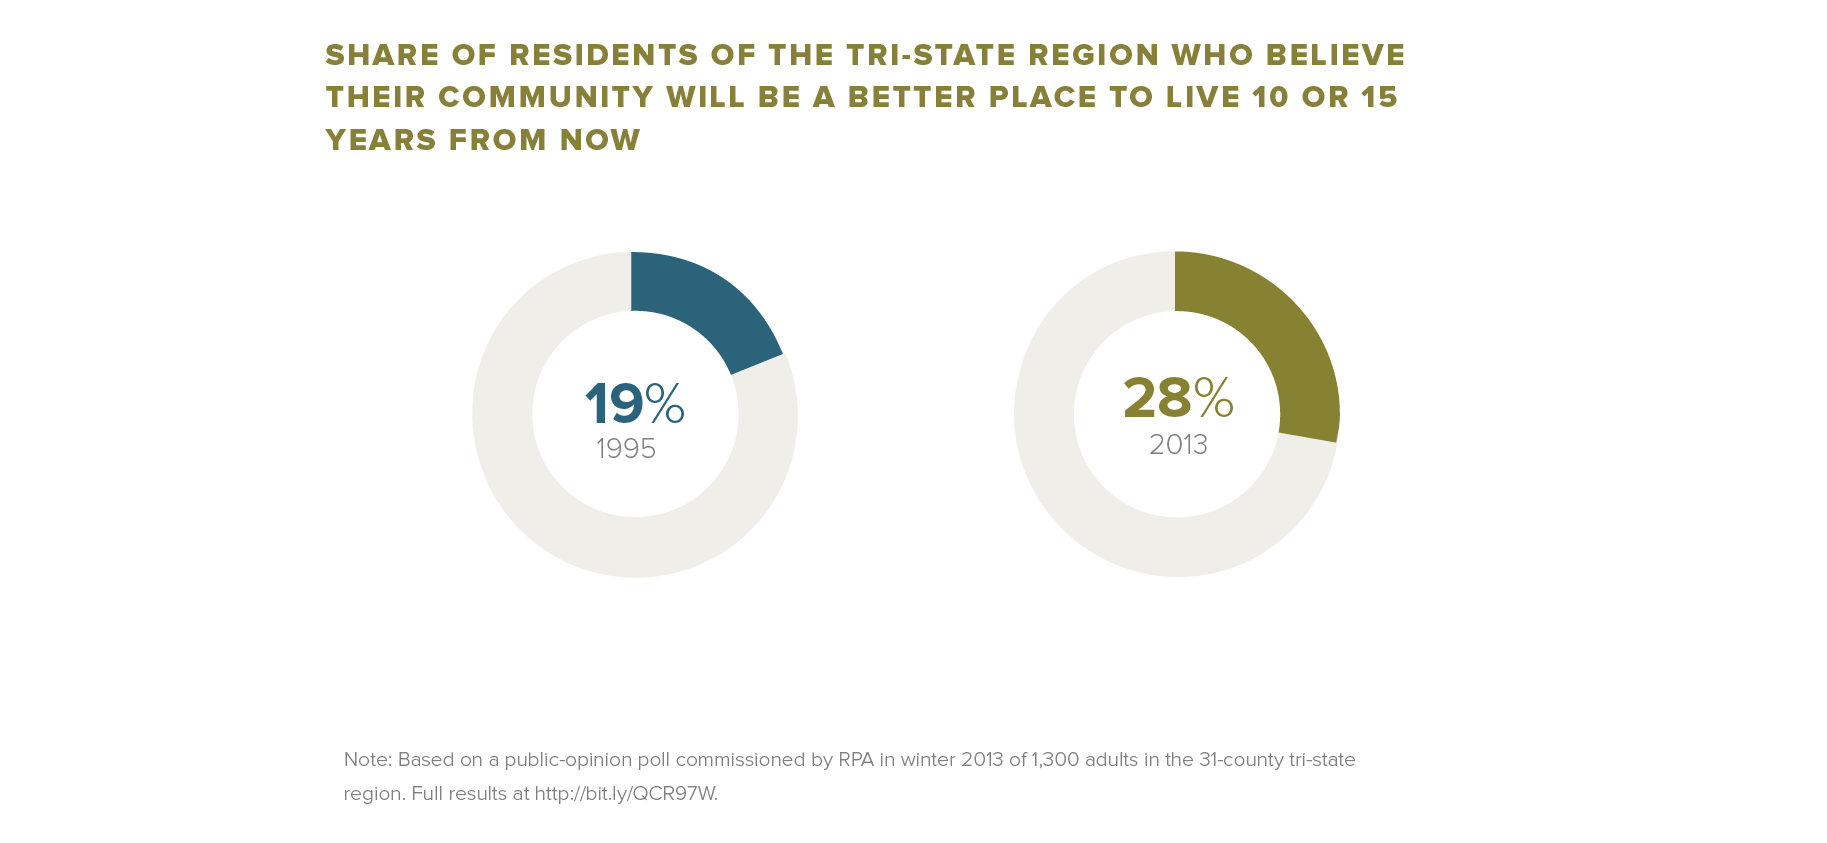 SHARE OF RESIDENTS OF THE TRI-STATE REGION WHO BELIEVE
THEIR COMMUNITY WILL BE A BETTER PLACE TO LIVE 10 OR 15
YEARS FROM NOW
19%
1995
28%
2013
Note: Based on a public-opinion poll commissioned by RPA in winter 2013 of 1,300 adults in the 31-county tri-state
region. Full results at http://bit.ly/QCR97W.